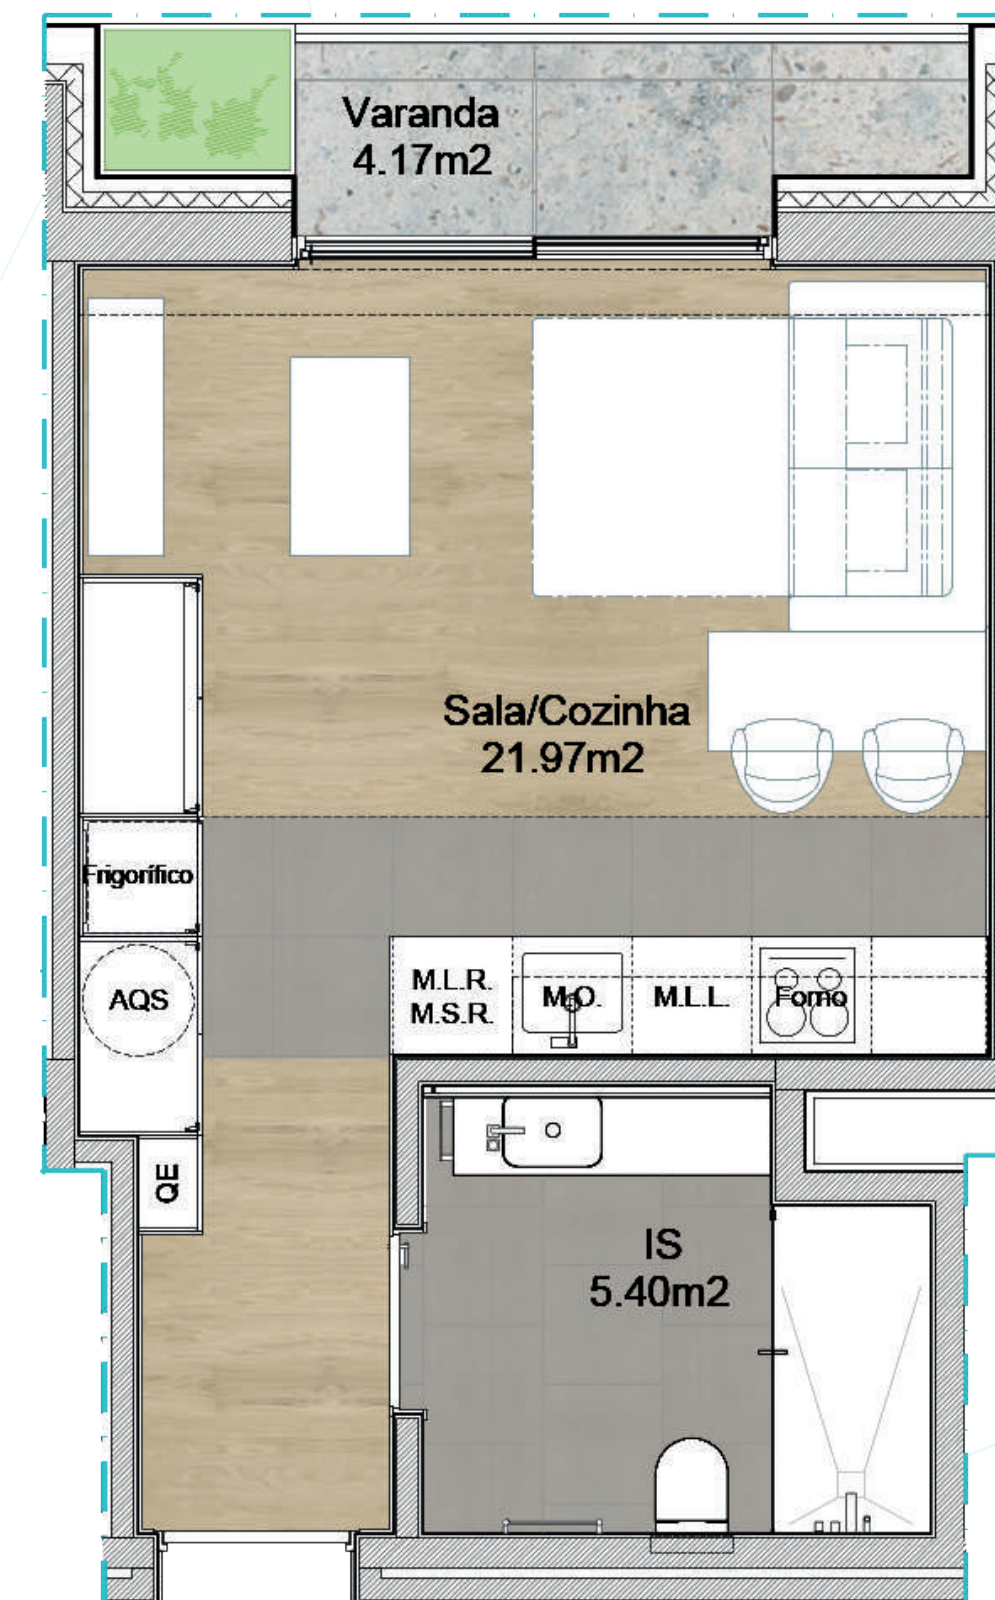 Varanda
4.17m2
Sala/Cozinha
21.97m2
Frigorífico
AQS
M.L.R.
M.S.R.
M.O.
M.L.L.
Forno
QE
IS
5.40m2